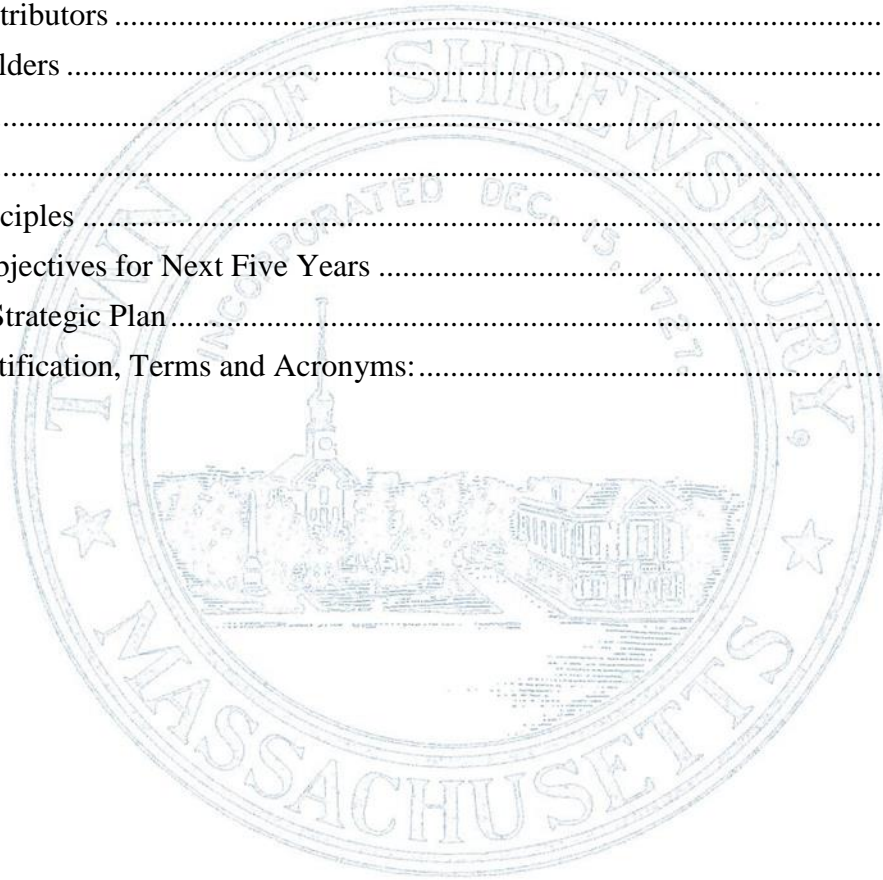 tributors ................................................................................................
lders ......................................................................................................
..............................................................................................................
..............................................................................................................
ciples ....................................................................................................
bjectives for Next Five Years ...............................................................
Strategic Plan .........................................................................................
tification, Terms and Acronyms: ..........................................................
TOWN OF SHREWSBURY,
INCORPORATED DEC. 15, 1727.
MASSACHUSETTS